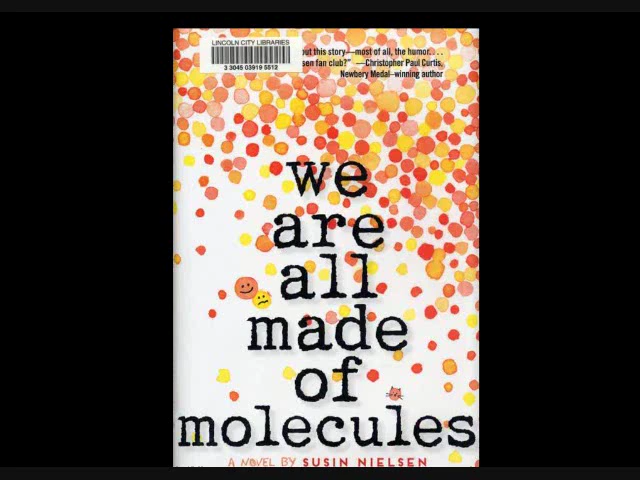 LINCOLN CITY LIBRARIES
3 3045 03919 5512
out this story—most of all, the humor. . . .
sen fan club?" —Christopher Paul Curtis,
Newbery Medal–winning author
we
are
all
made
of
molecules
A NOVEL BY SUSIN NIELSEN